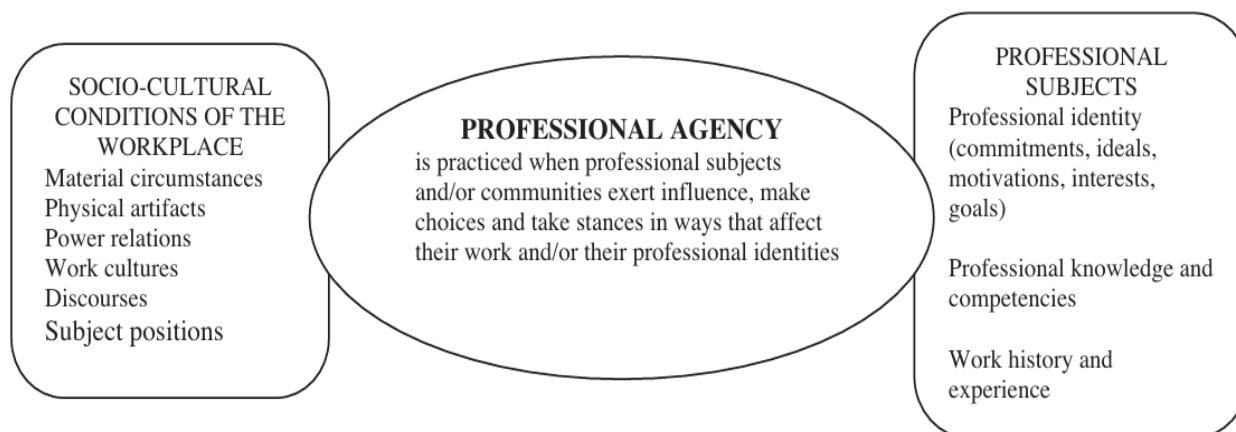 SOCIO-CULTURAL
CONDITIONS OF THE
WORKPLACE
Material circumstances
Physical artifacts
Power relations
Work cultures
Discourses
Subject positions
PROFESSIONAL AGENCY
is practiced when professional subjects
and/or communities exert influence, make
choices and take stances in ways that affect
their work and/or their professional identities
PROFESSIONAL
SUBJECTS
Professional identity
(commitments, ideals,
motivations, interests,
goals)
Professional knowledge and
competencies
Work history and
experience